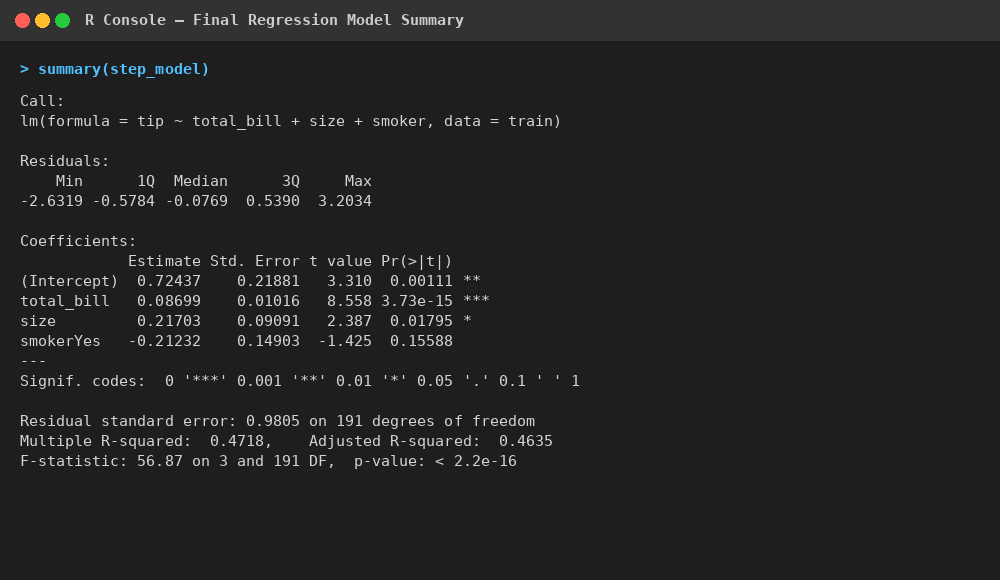 R Console — Final Regression Model Summary
> summary(step_model)
Call:
lm(formula = tip ~ total_bill + size + smoker, data = train)
Residuals:
    Min      1Q  Median      3Q     Max
-2.6319 -0.5784 -0.0769  0.5390  3.2034
Coefficients:
            Estimate Std. Error t value Pr(>|t|)
(Intercept)  0.72437    0.21881   3.310  0.00111 **
total_bill   0.08699    0.01016   8.558 3.73e-15 ***
size         0.21703    0.09091   2.387  0.01795 *
smokerYes   -0.21232    0.14903  -1.425  0.15588
---
Signif. codes:  0 '***' 0.001 '**' 0.01 '*' 0.05 '.' 0.1 ' ' 1
Residual standard error: 0.9805 on 191 degrees of freedom
Multiple R-squared:  0.4718,    Adjusted R-squared:  0.4635
F-statistic: 56.87 on 3 and 191 DF,  p-value: < 2.2e-16